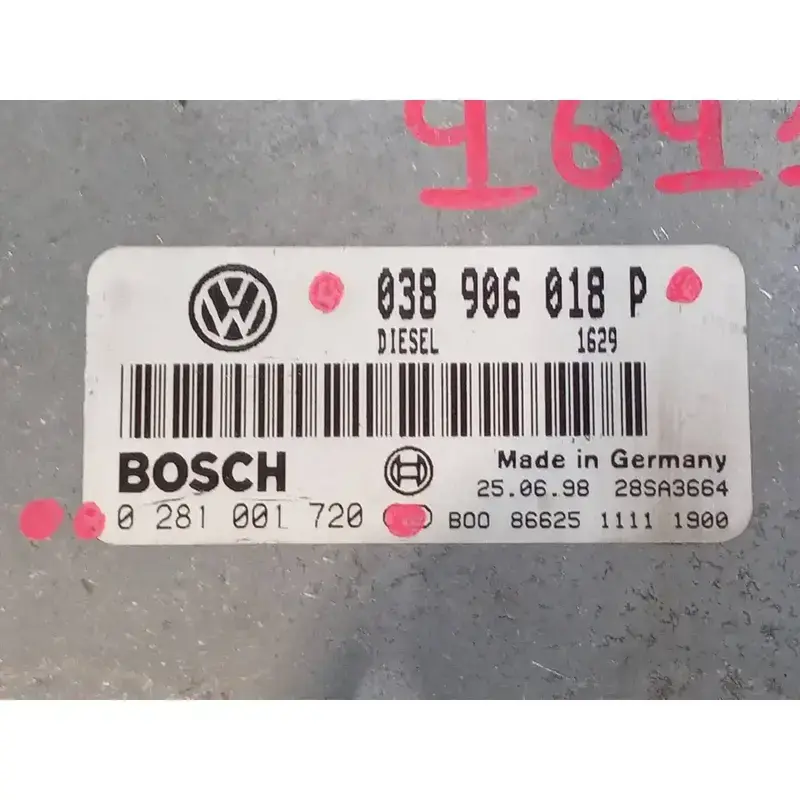 038 906 018 P
DIESEL 1629
BOSCH
Made in Germany
25.06.98 28SA3664
0 281 001 720 B00 86625 1111 1900